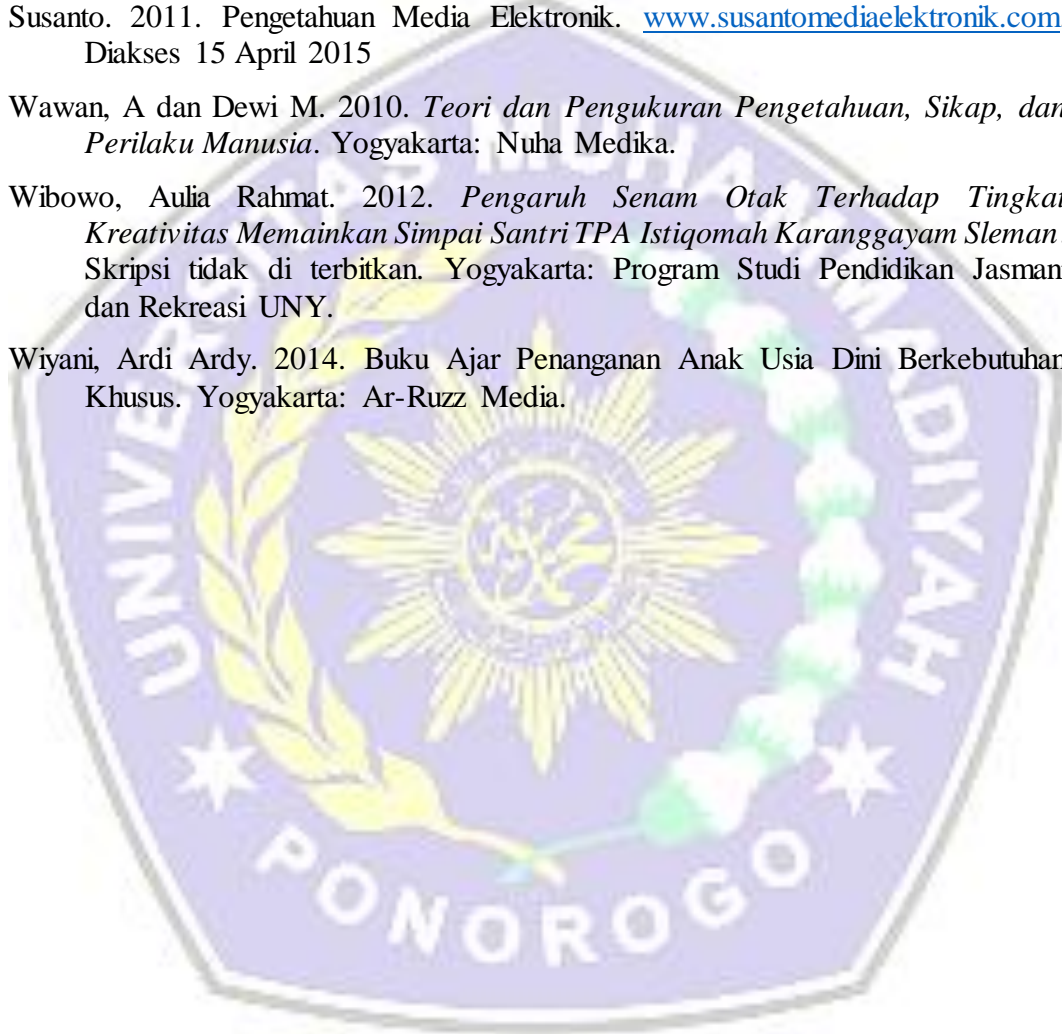 Susanto. 2011. Pengetahuan Media Elektronik. www.susantomediaelektronik.com
Diakses 15 April 2015
Wawan, A dan Dewi M. 2010. Teori dan Pengukuran Pengetahuan, Sikap, dan
Perilaku Manusia. Yogyakarta: Nuha Medika.
Wibowo, Aulia Rahmat. 2012. Pengaruh Senam Otak Terhadap Tingkat
Kreativitas Memainkan Simpai Santri TPA Istiqomah Karanggayam Sleman.
Skripsi tidak di terbitkan. Yogyakarta: Program Studi Pendidikan Jasmani
dan Rekreasi UNY.
Wiyani, Ardi Ardy. 2014. Buku Ajar Penanganan Anak Usia Dini Berkebutuhan
Khusus. Yogyakarta: Ar-Ruzz Media.
UNIVERSITAS MUHAMMADIYAH
PONOROGO